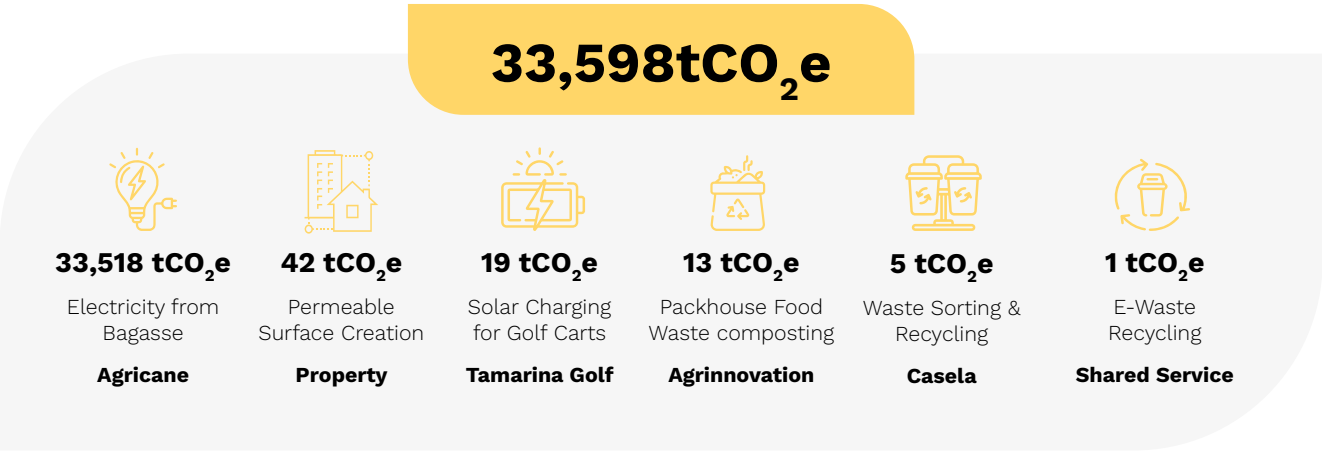 33,598tCO₂e
33,518 tCO₂e
Electricity from
Bagasse
Agricane
42 tCO₂e
Permeable
Surface Creation
Property
19 tCO₂e
Solar Charging
for Golf Carts
Tamarina Golf
13 tCO₂e
Packhouse Food
Waste composting
Agrinnovation
5 tCO₂e
Waste Sorting &
Recycling
Casela
1 tCO₂e
E-Waste
Recycling
Shared Service